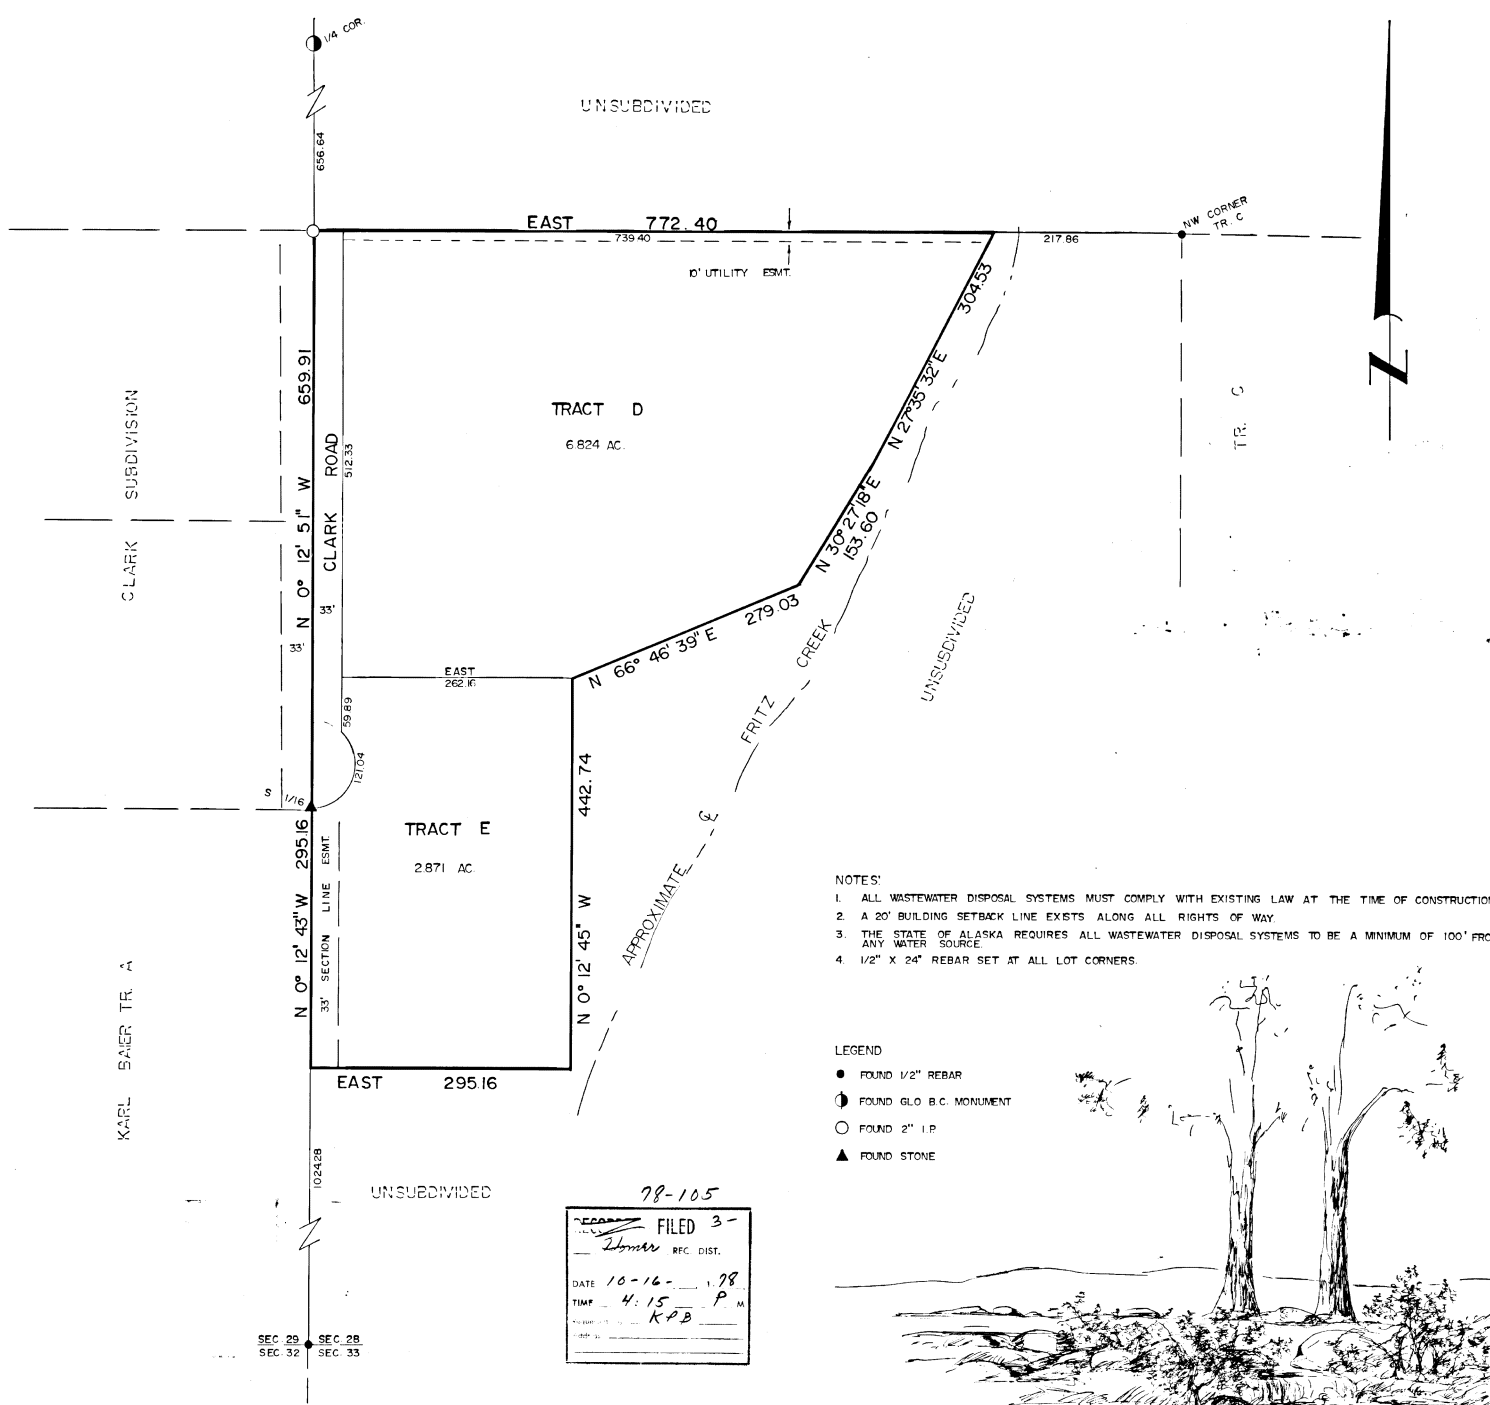 1/4 COR.
UNSUBDIVIDED
656.64
EAST 772.40
739.40
10' UTILITY ESMT.
217.86
NW CORNER
TR. C
304.53
N 27°35'32" E
659.91
N 0° 12' 51" W
CLARK SUBDIVISION
CLARK ROAD
512.33
TRACT D
6.824 AC.
TR. C
N 30°27'18" E
153.60
33'
33'
279.03
N 66° 46' 39" E
EAST
262.16
59.89
121.04
FRITZ CREEK
UNSUBDIVIDED
S 1/16
442.74
N 0° 12' 45" W
APPROXIMATE ℄
TRACT E
2.871 AC.
295.16
N 0° 12' 43" W
33' SECTION LINE ESMT.
KARL BAIER TR. A
EAST 295.16
NOTES:
1. ALL WASTEWATER DISPOSAL SYSTEMS MUST COMPLY WITH EXISTING LAW AT THE TIME OF CONSTRUCTIO
2. A 20' BUILDING SETBACK LINE EXISTS ALONG ALL RIGHTS OF WAY.
3. THE STATE OF ALASKA REQUIRES ALL WASTEWATER DISPOSAL SYSTEMS TO BE A MINIMUM OF 100' FRO
ANY WATER SOURCE.
4. 1/2" X 24" REBAR SET AT ALL LOT CORNERS.
LEGEND
FOUND 1/2" REBAR
FOUND GLO B.C. MONUMENT
FOUND 2" I.P.
FOUND STONE
1024.28
UNSUBDIVIDED
78-105
FILED 3-
Homer REC. DIST.
DATE 10-16- 1978
TIME 4:15 P M
KPB
SEC. 29 SEC. 28
SEC. 32 SEC. 33
N